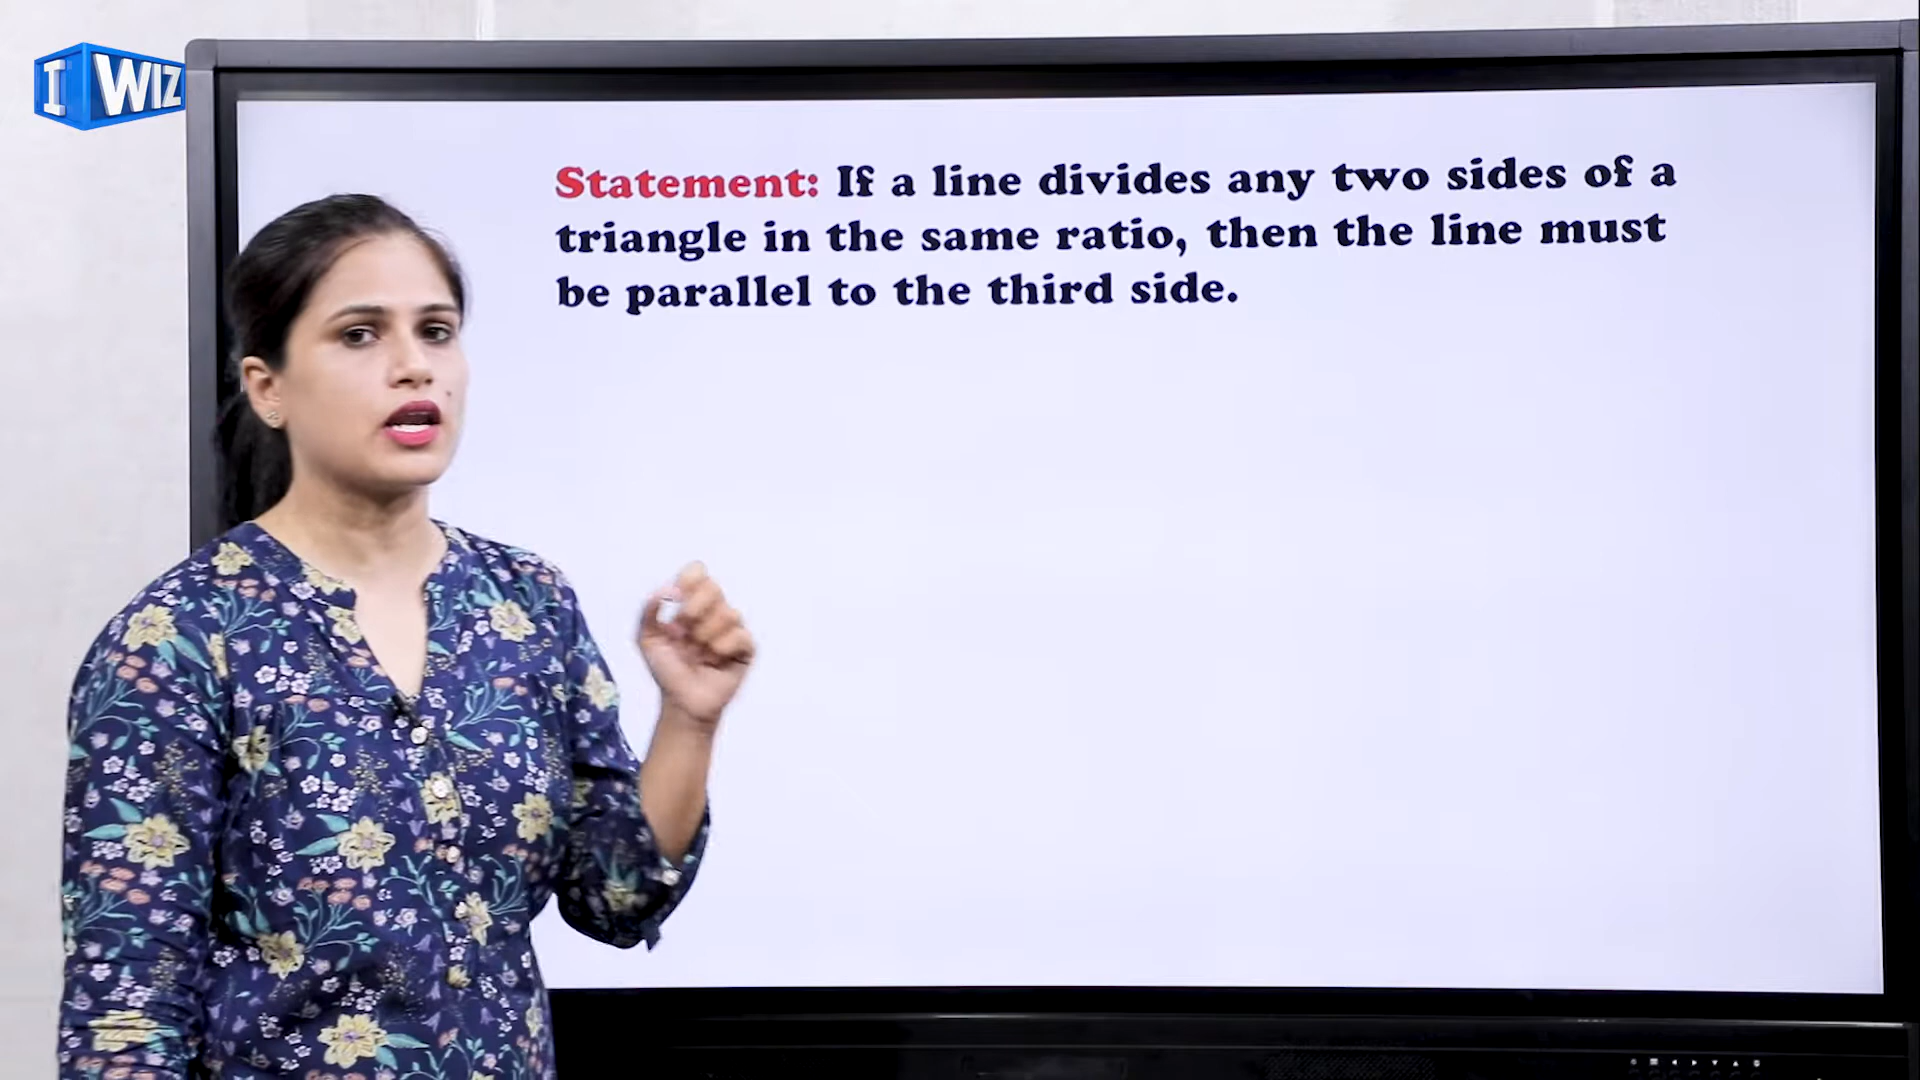 I WIZ
Statement: If a line divides any two sides of a
triangle in the same ratio, then the line must
be parallel to the third side.